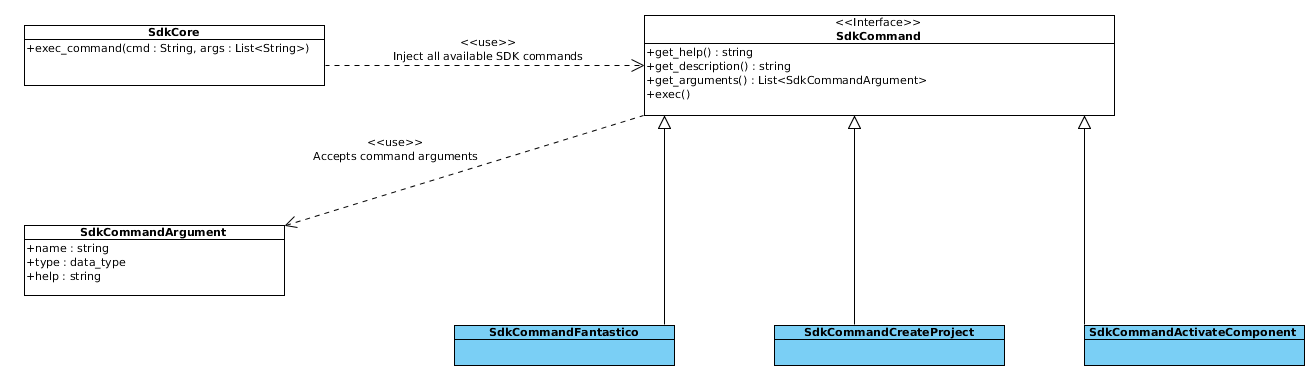 SdkCore
+exec_command(cmd : String, args : List<String>)
<<use>>
Inject all available SDK commands
<<Interface>>
SdkCommand
+get_help() : string
+get_description() : string
+get_arguments() : List<SdkCommandArgument>
+exec()
<<use>>
Accepts command arguments
SdkCommandArgument
+name : string
+type : data_type
+help : string
SdkCommandFantastico
SdkCommandCreateProject
SdkCommandActivateComponent